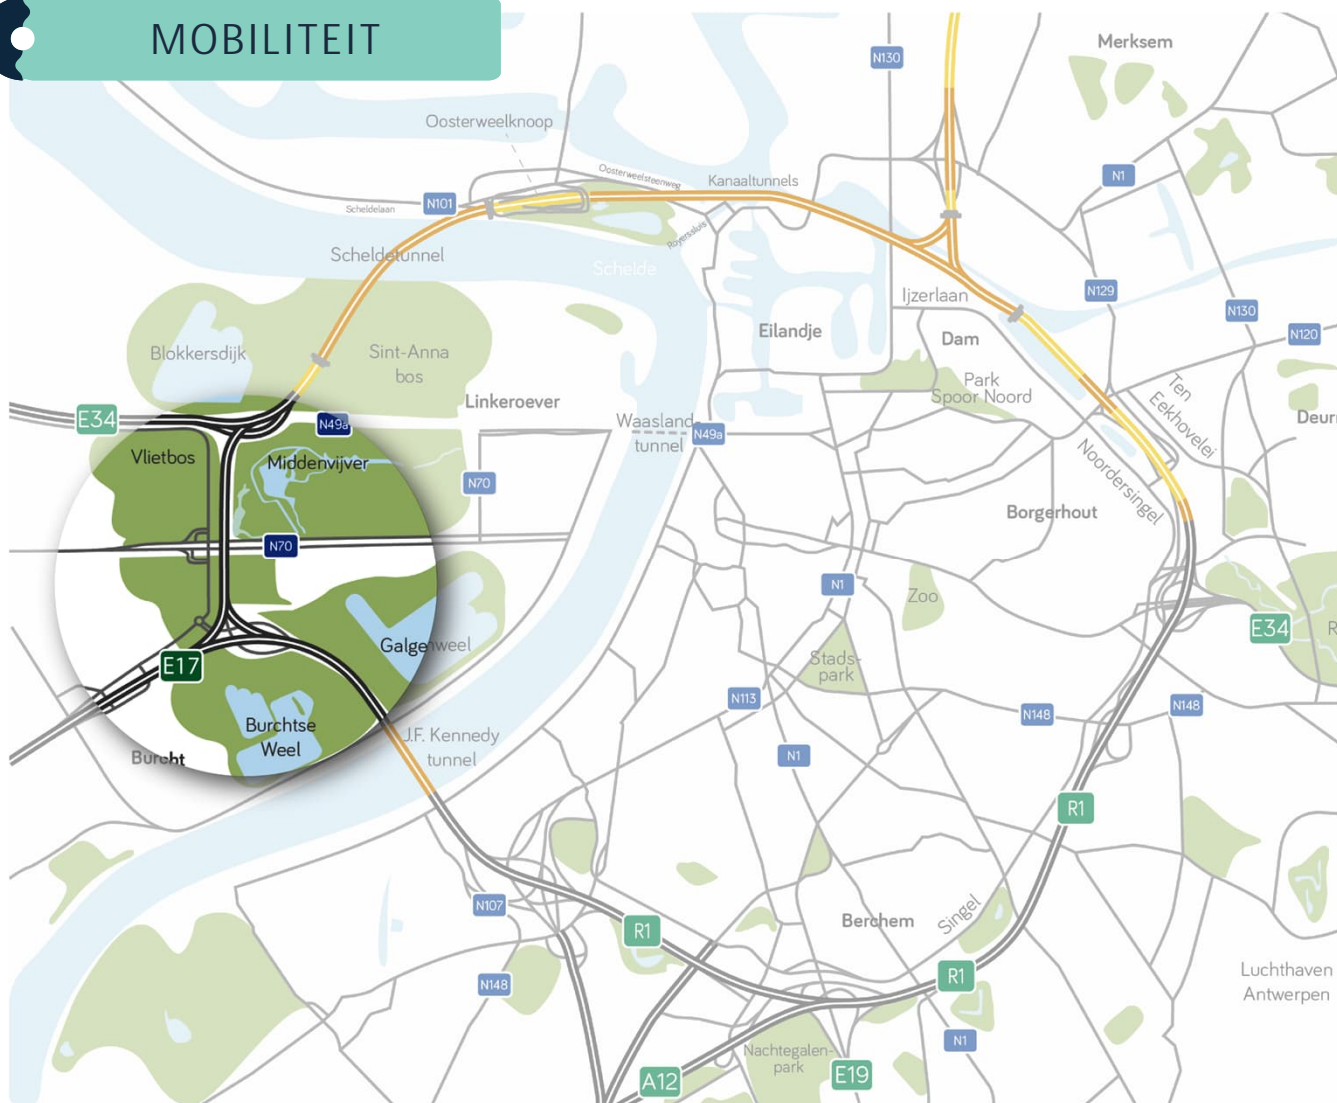 MOBILITEIT
Merksem
N130
Oosterweelknoop
Oosterweelsteenweg
Kanaaltunnels
N1
N101
Scheldelaan
Royerssluis
Scheldetunnel
Schelde
N129
Ijzerlaan
N130
Eilandje
Dam
N120
Blokkersdijk
Sint-Anna
bos
Park
Spoor Noord
Ten
Eekhovelei
Linkeroever
E34
N49a
Waasland-
tunnel
N49a
Deur
Vlietbos
Middenvijver
N70
Noordersingel
Borgerhout
N70
N1
Zoo
E34
R
Galgenweel
E17
Stads-
park
N113
N148
N148
Burchtse
Weel
J.F. Kennedy
tunnel
Burcht
N1
R1
N107
R1
Berchem
Singel
R1
N148
Luchthaven
Antwerpen
N1
Nachtegalen-
park
A12
E19